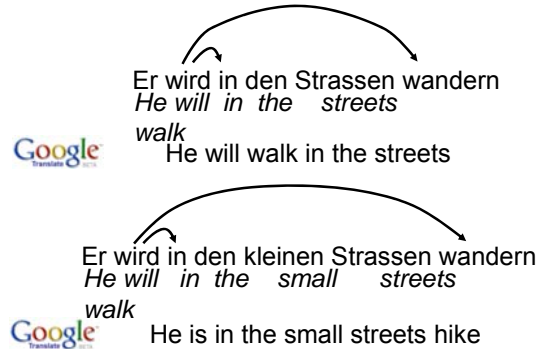 Er wird in den Strassen wandern
He will in the streets
walk
Google
Translate BETA
He will walk in the streets
Er wird in den kleinen Strassen wandern
He will in the small streets
walk
Google
Translate BETA
He is in the small streets hike